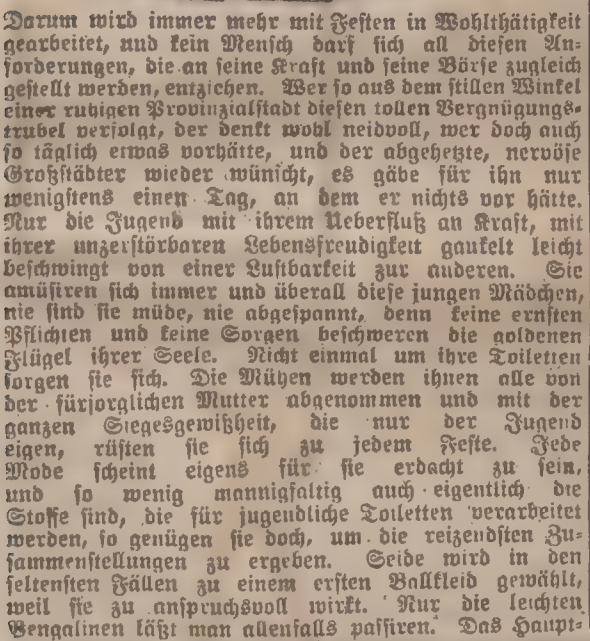 Darum wird immer mehr mit Festen in Wohlthätigkeit
gearbeitet, und kein Mensch darf sich all diesen An-
forderungen, die an seine Kraft und seine Börse zugleich
gestellt werden, entziehen. Wer so aus dem stillen Winkel
einer ruhigen Provinzialstadt diesen tollen Vergnügungs-
trubel verfolgt, der denkt wohl neidvoll, wer doch auch
so täglich etwas vorhätte, und der abgehetzte, nervöse
Großstädter wieder wünscht, es gäbe für ihn nur
wenigstens einen Tag, an dem er nichts vor hätte.
Nur die Jugend mit ihrem Ueberfluß an Kraft, mit
ihrer unzerstörbaren Lebensfreudigkeit gaukelt leicht
beschwingt von einer Lustbarkeit zur anderen. Sie
amüsiren sich immer und überall diese jungen Mädchen,
nie sind sie müde, nie abgespannt, denn keine ernsten
Pflichten und keine Sorgen beschweren die goldenen
Flügel ihrer Seele. Nicht einmal um ihre Toiletten
sorgen sie sich. Die Mühen werden ihnen alle von
der fürsorglichen Mutter abgenommen und mit der
ganzen Siegesgewißheit, die nur der Jugend
eigen, rüsten sie sich zu jedem Feste. Jede
Mode scheint eigens für sie erdacht zu sein,
und so wenig mannigfaltig auch eigentlich die
Stoffe sind, die für jugendliche Toiletten verarbeitet
werden, so genügen sie doch, um die reizendsten Zu-
sammenstellungen zu ergeben. Seide wird in den
seltensten Fällen zu einem ersten Ballkleid gewählt,
weil sie zu anspruchsvoll wirkt. Nur die leichten
Bengalinen läßt man allenfalls passiren. Das Haupt-